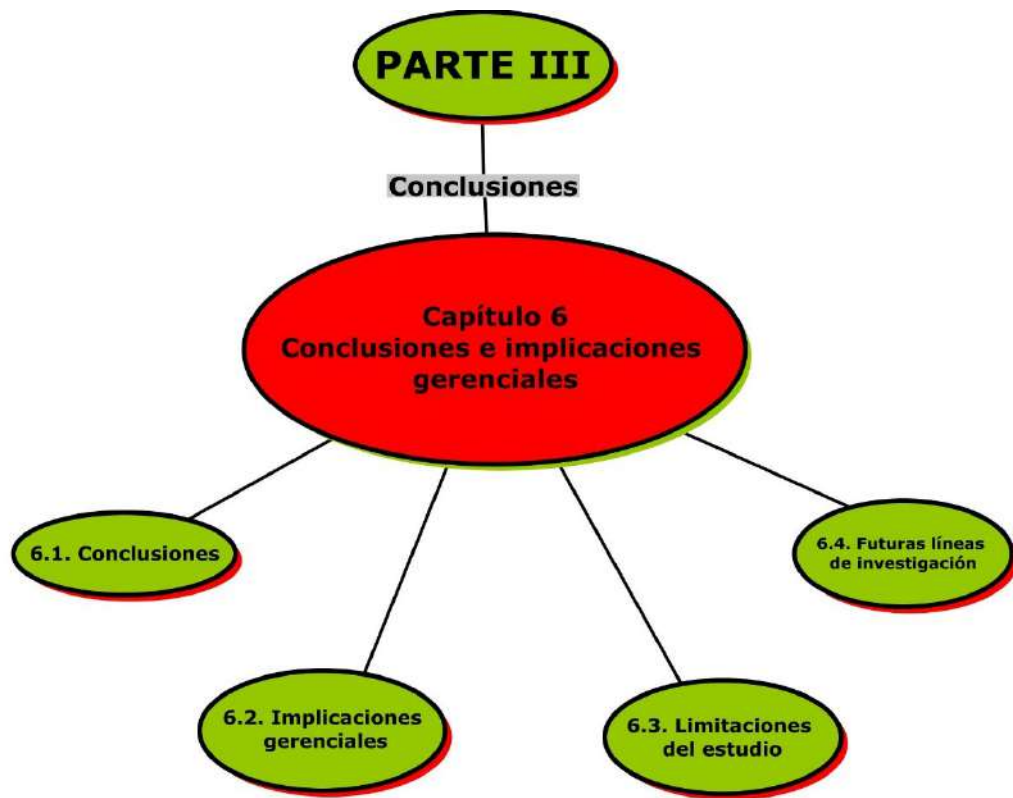 PARTE III
Conclusiones
Capítulo 6
Conclusiones e implicaciones
gerenciales
6.1. Conclusiones
6.2. Implicaciones
gerenciales
6.3. Limitaciones
del estudio
6.4. Futuras líneas
de investigación